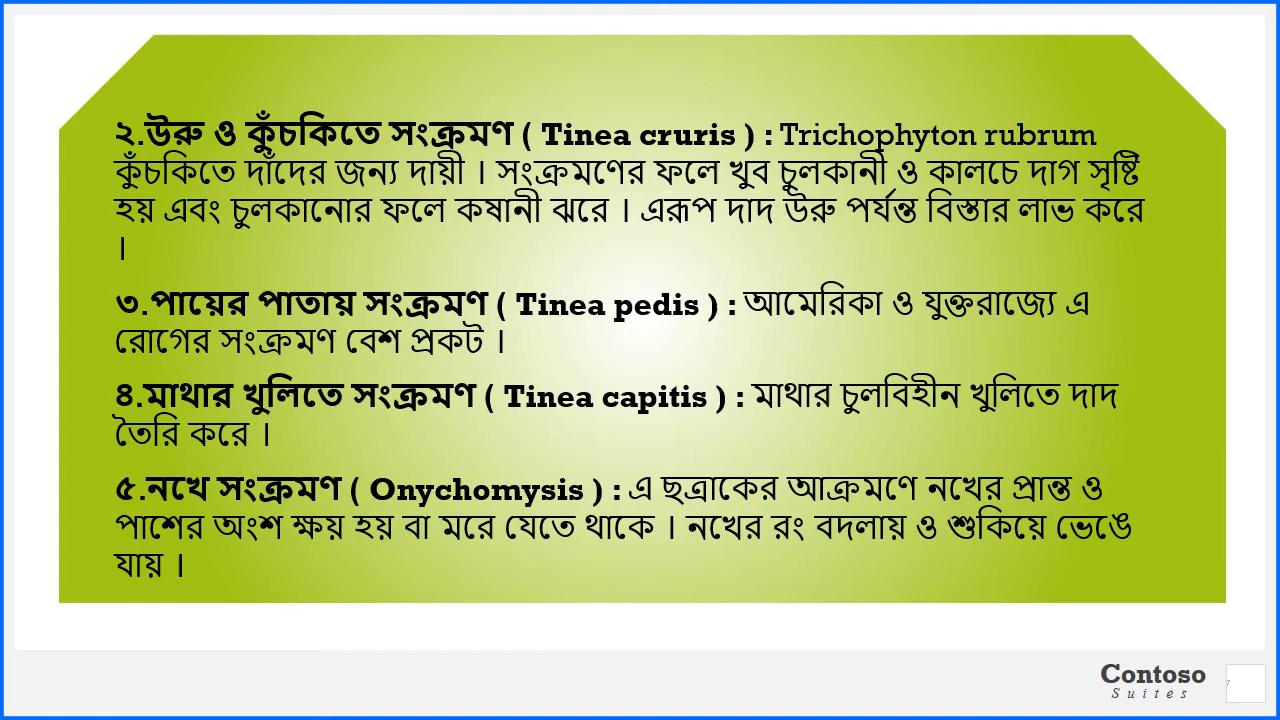 ২.উরু ও কুঁচকিতে সংক্রমণ ( Tinea cruris ) : Trichophyton rubrum
কুঁচকিতে দাঁদের জন্য দায়ী । সংক্রমণের ফলে খুব চুলকানী ও কালচে দাগ সৃষ্টি
হয় এবং চুলকানোর ফলে কষানী ঝরে । এরূপ দাদ উরু পর্যন্ত বিস্তার লাভ করে
।
৩.পায়ের পাতায় সংক্রমণ ( Tinea pedis ) : আমেরিকা ও যুক্তরাজ্যে এ
রোগের সংক্রমণ বেশ প্রকট ।
৪.মাথার খুলিতে সংক্রমণ ( Tinea capitis ) : মাথার চুলবিহীন খুলিতে দাদ
তৈরি করে ।
৫.নখে সংক্রমণ ( Onychomysis ) : এ ছত্রাকের আক্রমণে নখের প্রান্ত ও
পাশের অংশ ক্ষয় হয় বা মরে যেতে থাকে । নখের রং বদলায় ও শুকিয়ে ভেঙে
যায় ।
Contoso
Suites
7